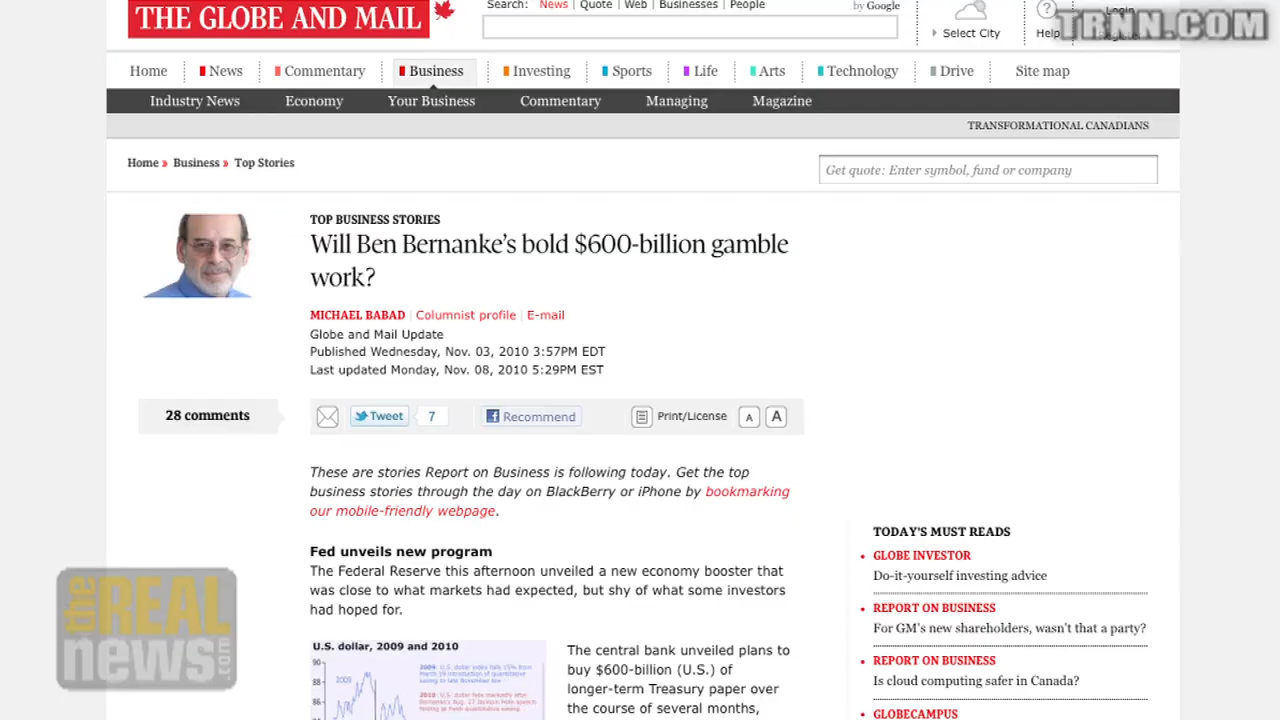 THE GLOBE AND MAIL
Search: News Quote Web Businesses People
by Google
Select City
Help
Login
TRNN.COM
Home News Commentary Business Investing Sports Life Arts Technology Drive Site map
Industry News Economy Your Business Commentary Managing Magazine
TRANSFORMATIONAL CANADIANS
Home » Business » Top Stories
Get quote: Enter symbol, fund or company
TOP BUSINESS STORIES
Will Ben Bernanke’s bold $600-billion gamble
work?
MICHAEL BABAD | Columnist profile | E-mail
Globe and Mail Update
Published Wednesday, Nov. 03, 2010 3:57PM EDT
Last updated Monday, Nov. 08, 2010 5:29PM EST
28 comments
Tweet 7
Recommend
Print/License A A
These are stories Report on Business is following today. Get the top
business stories through the day on BlackBerry or iPhone by bookmarking
our mobile-friendly webpage.
Fed unveils new program
The Federal Reserve this afternoon unveiled a new economy booster that
was close to what markets had expected, but shy of what some investors
had hoped for.
U.S. dollar, 2009 and 2010
90
88
86
2009
The central bank unveiled plans to
buy $600-billion (U.S.) of
longer-term Treasury paper over
the course of several months,
TODAY'S MUST READS
GLOBE INVESTOR
Do-it-yourself investing advice
REPORT ON BUSINESS
For GM's new shareholders, wasn't that a party?
REPORT ON BUSINESS
Is cloud computing safer in Canada?
GLOBECAMPUS
the REAL
news.com